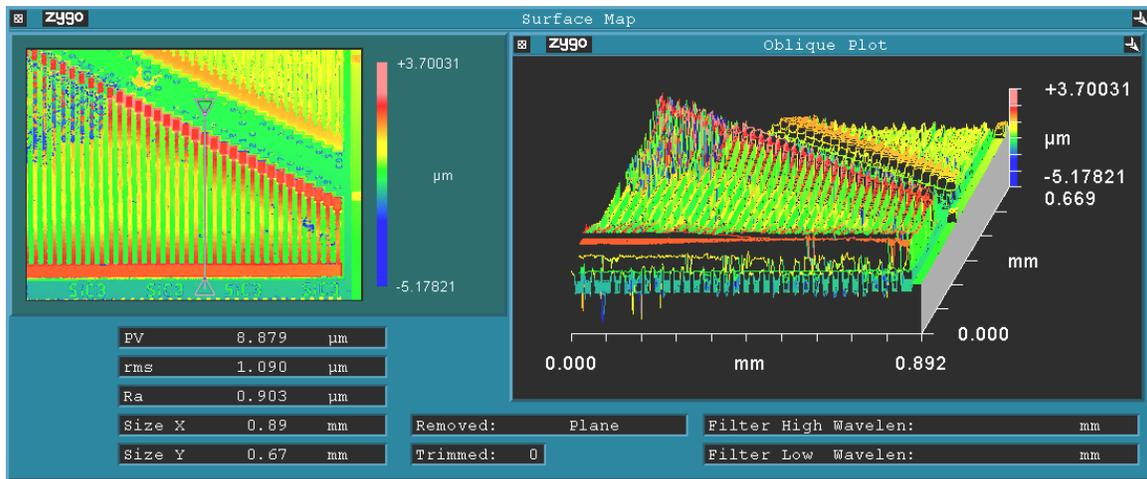 zygo Surface Map
+3.70031
µm
-5.17821
zygo Oblique Plot
+3.70031
µm
-5.17821
0.669
mm
0.000
0.000 mm 0.892
PV 8.879 µm
rms 1.090 µm
Ra 0.903 µm
Size X 0.89 mm
Size Y 0.67 mm
Removed: Plane
Trimmed: 0
Filter High Wavelen: mm
Filter Low Wavelen: mm